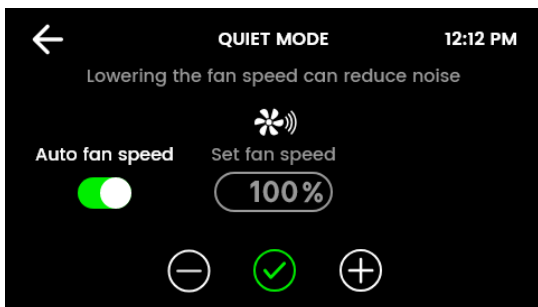 QUIET MODE 12:12 PM
Lowering the fan speed can reduce noise
Auto fan speed Set fan speed
100%